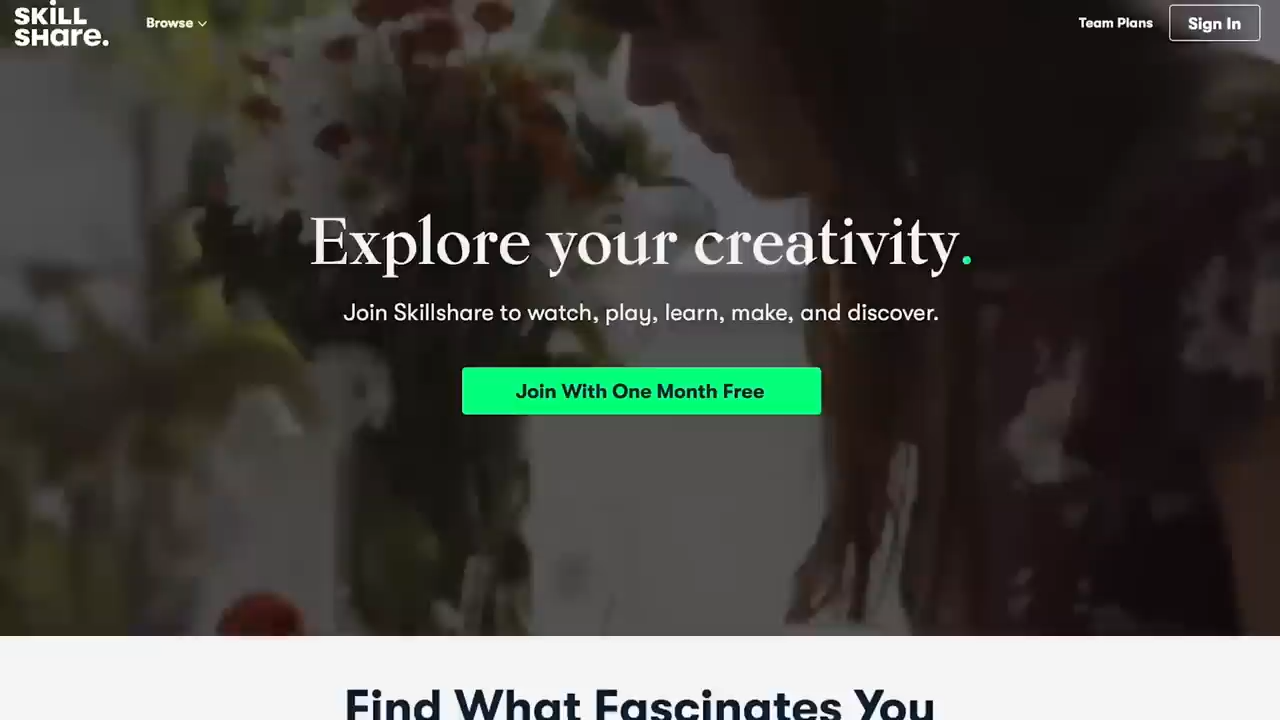 SKiLL
SHare.
Browse
Team Plans
Sign In
Explore your creativity.
Join Skillshare to watch, play, learn, make, and discover.
Join With One Month Free
Find What Fascinates You